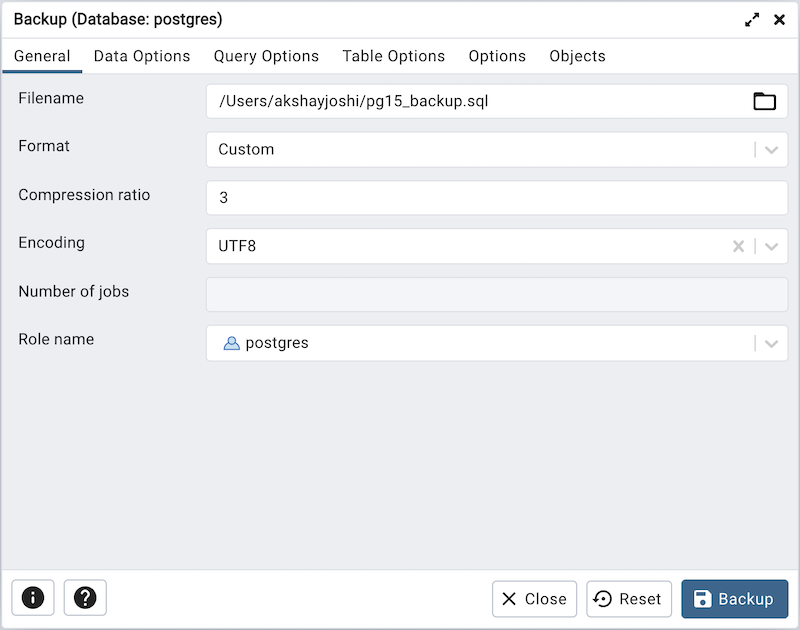 Backup (Database: postgres)
General Data Options Query Options Table Options Options Objects
Filename /Users/akshayjoshi/pg15_backup.sql
Format Custom
Compression ratio 3
Encoding UTF8
Number of jobs
Role name postgres
Close Reset Backup